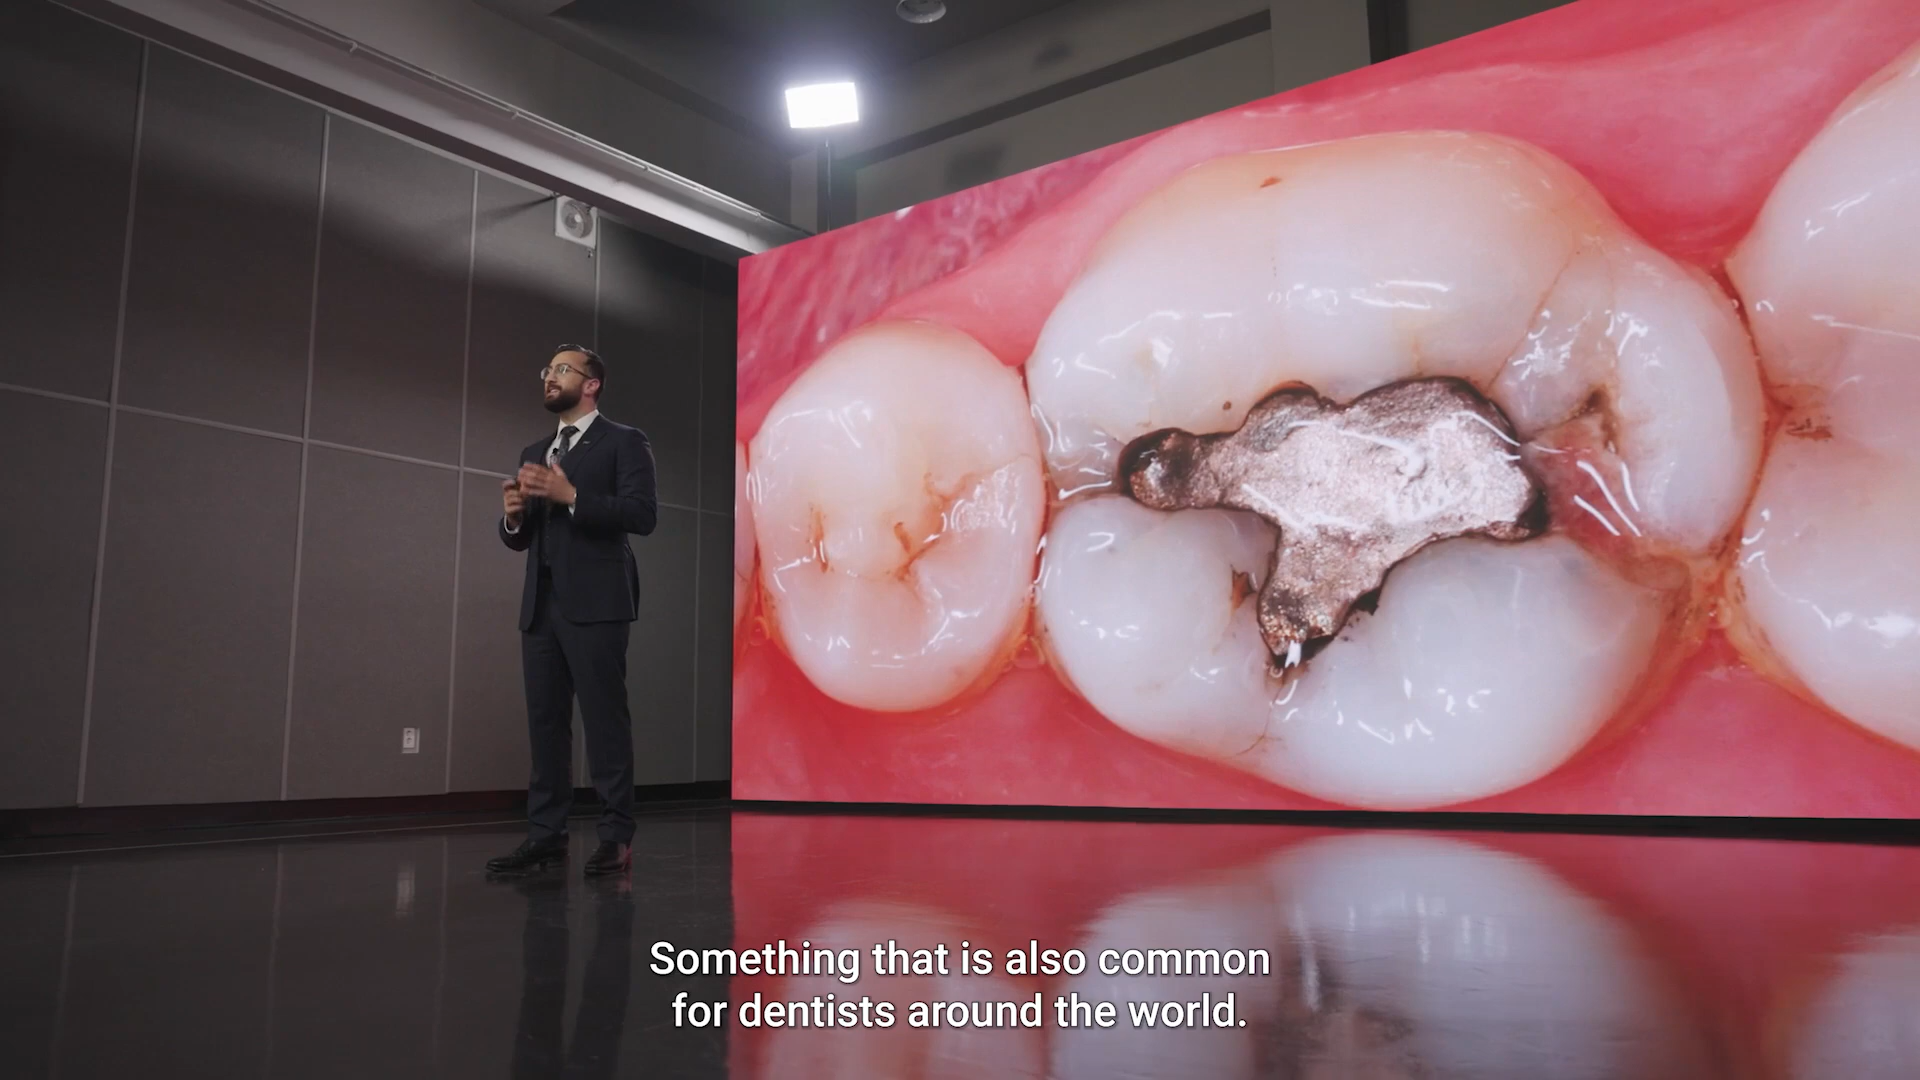 Something that is also common
for dentists around the world.